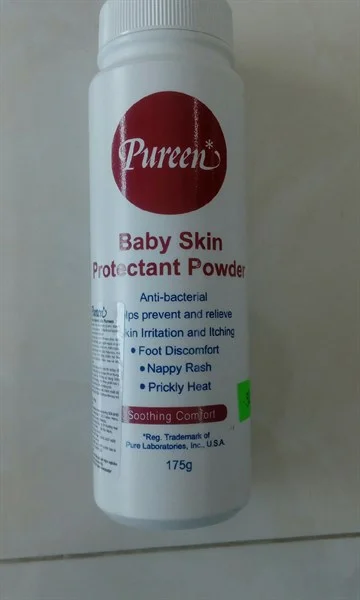 Pureen*
Baby Skin
Protectant Powder
Anti-bacterial
lps prevent and relieve
kin Irritation and Itching
• Foot Discomfort
• Nappy Rash
• Prickly Heat
Soothing Comfort
*Reg. Trademark of
Pure Laboratories, Inc., U.S.A.
175g